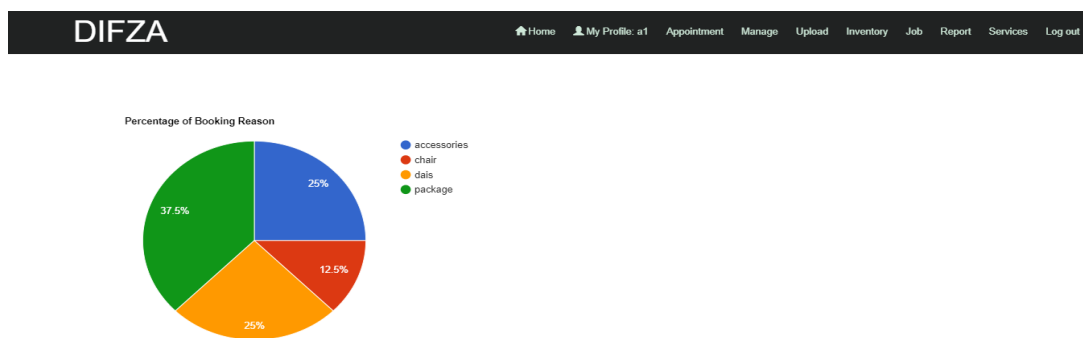 DIFZA
Home My Profile: a1 Appointment Manage Upload Inventory Job Report Services Log out
Percentage of Booking Reason
accessories
chair
dais
package
25%
37.5%
12.5%
25%